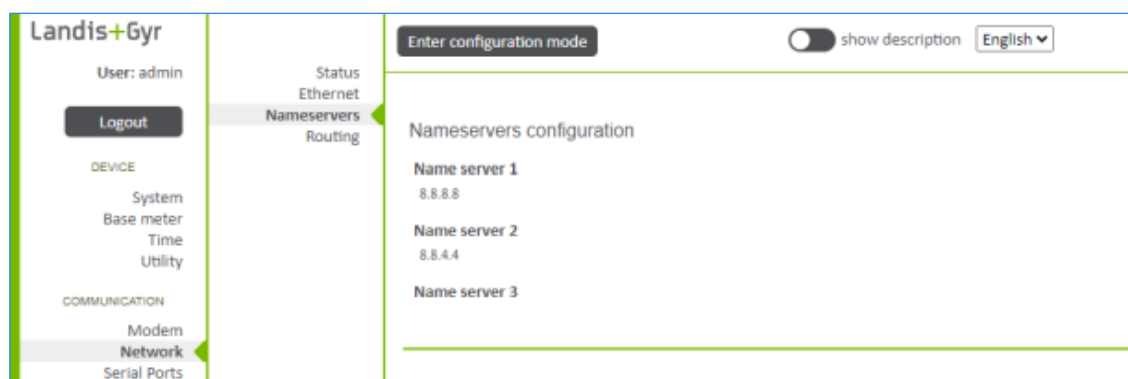 Landis+Gyr
User: admin
Logout
DEVICE
System
Base meter
Time
Utility
COMMUNICATION
Modem
Network
Serial Ports
Status
Ethernet
Nameservers
Routing
Enter configuration mode
show description
English
Nameservers configuration
Name server 1
8.8.8.8
Name server 2
8.8.4.4
Name server 3